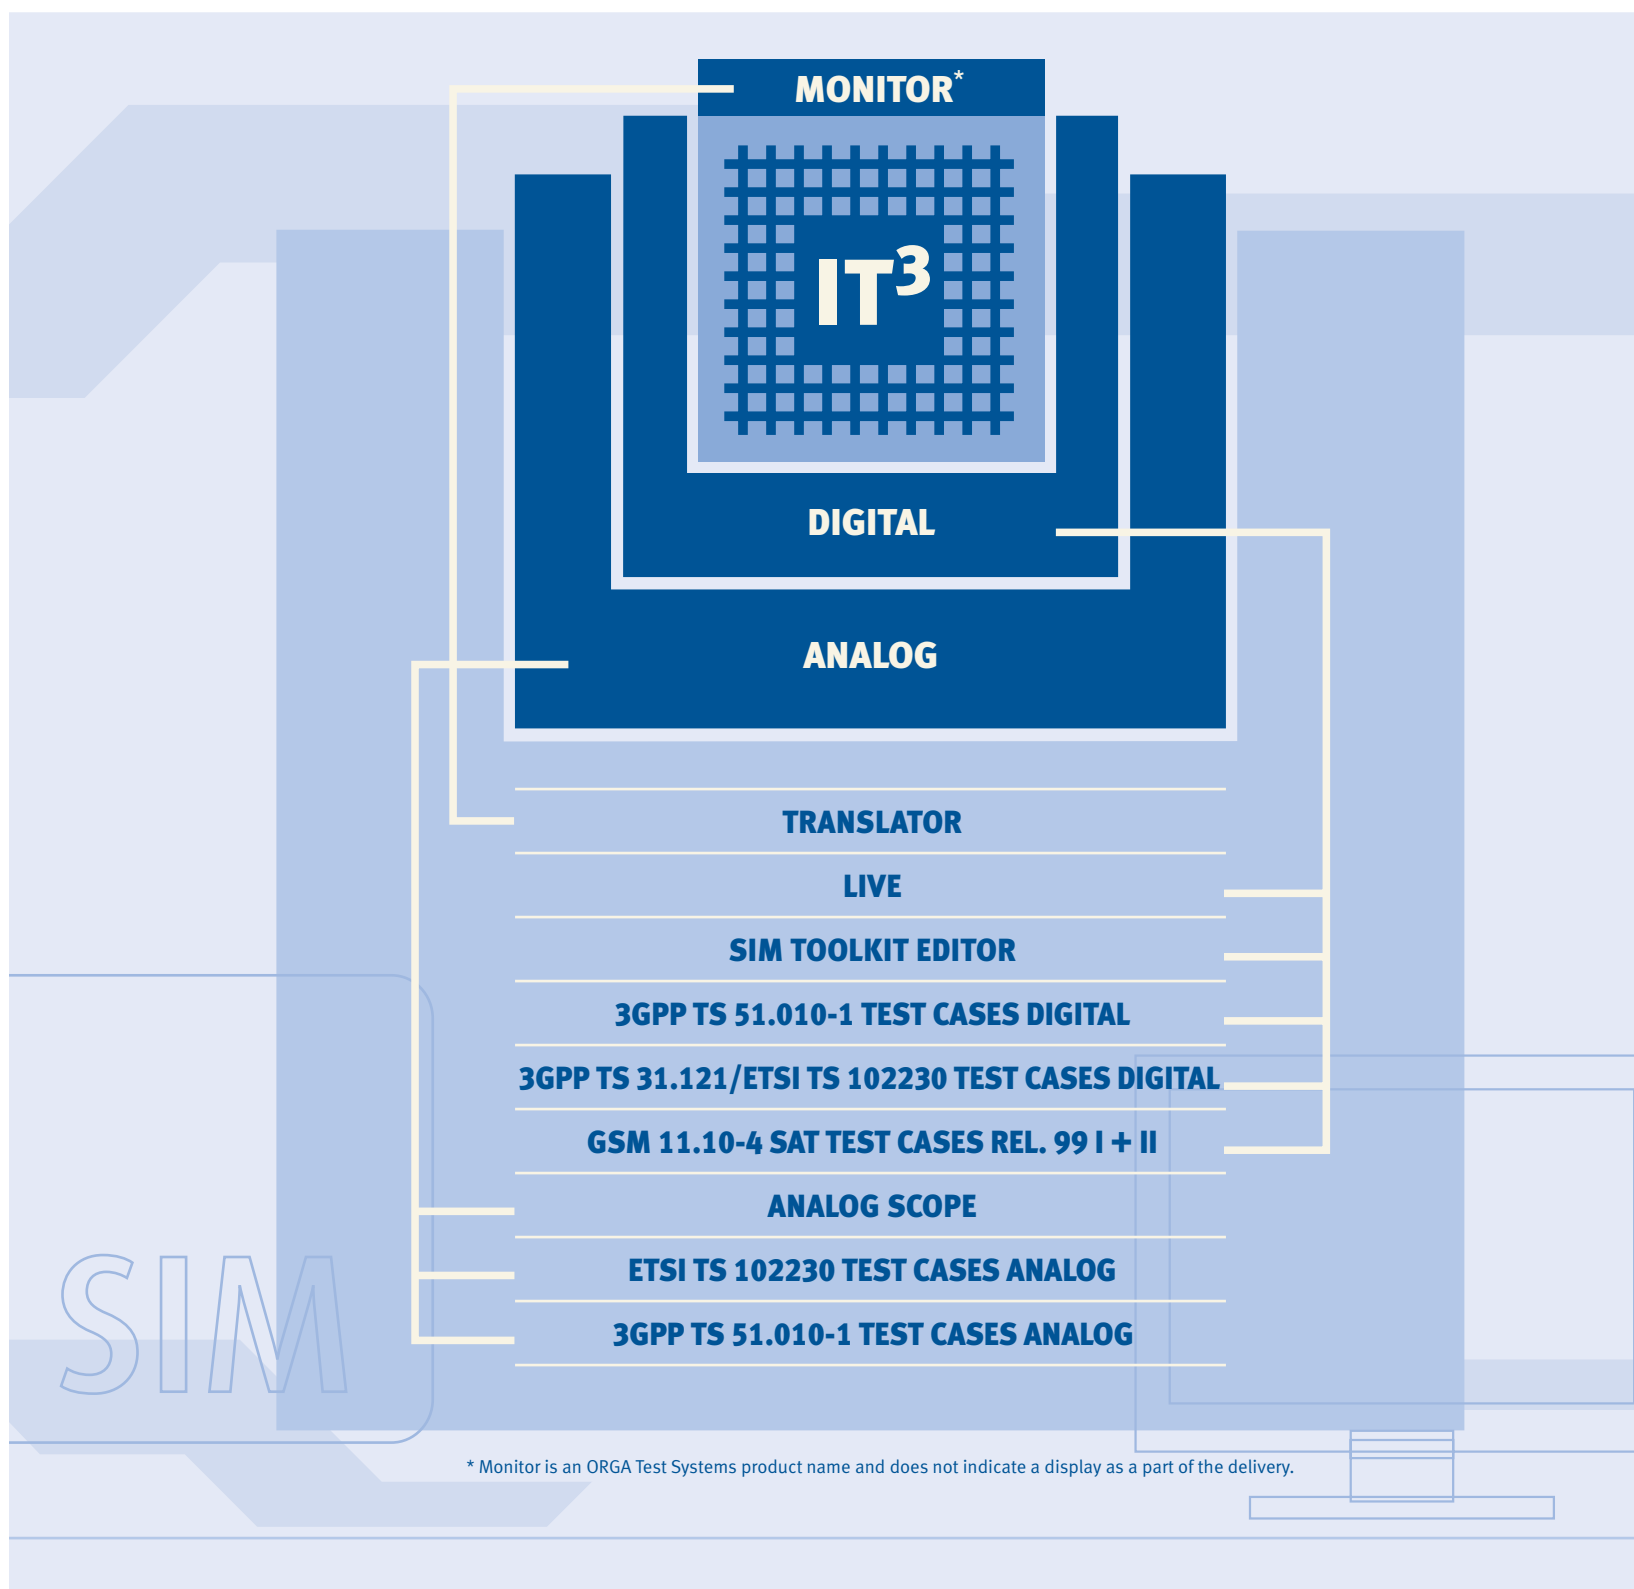 MONITOR*
IT³
DIGITAL
ANALOG
TRANSLATOR
LIVE
SIM TOOLKIT EDITOR
3GPP TS 51.010-1 TEST CASES DIGITAL
3GPP TS 31.121/ETSI TS 102230 TEST CASES DIGITAL
GSM 11.10-4 SAT TEST CASES REL. 99 I + II
ANALOG SCOPE
ETSI TS 102230 TEST CASES ANALOG
SIM
3GPP TS 51.010-1 TEST CASES ANALOG
* Monitor is an ORGA Test Systems product name and does not indicate a display as a part of the delivery.